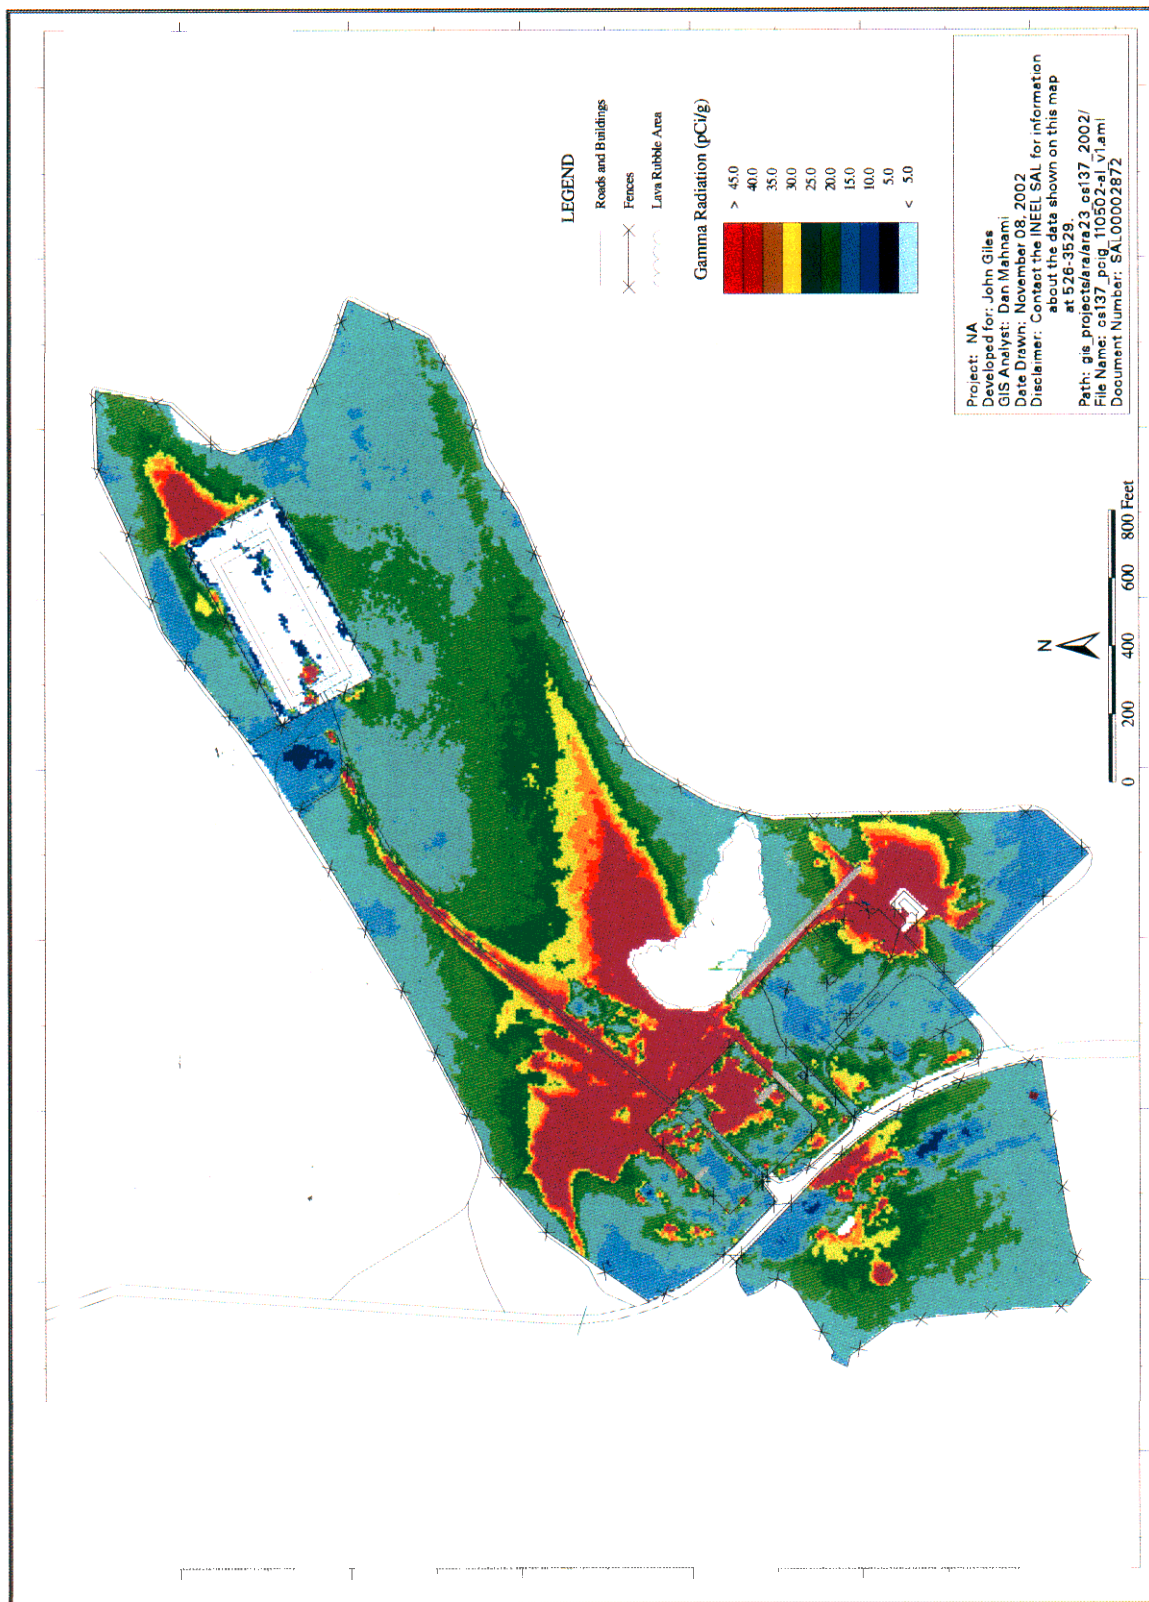 LEGEND
Roads and Buildings
Fences
Lava Rubble Area
Gamma Radiation (pCi/g)
> 45.0
40.0
35.0
30.0
25.0
20.0
15.0
10.0
5.0
< 5.0
Project: NA
Developed for: John Giles
GIS Analyst: Dan Mahnami
Date Drawn: November 08, 2002
Disclaimer: Contact the INEEL SAL for information
about the data shown on this map
at 526-3529.
Path: gis_projects/ara/ara23_cs137_2002/
File Name: cs137_pcig_110502-al_v1.aml
Document Number: SAL00002872
N
0 200 400 600 800 Feet